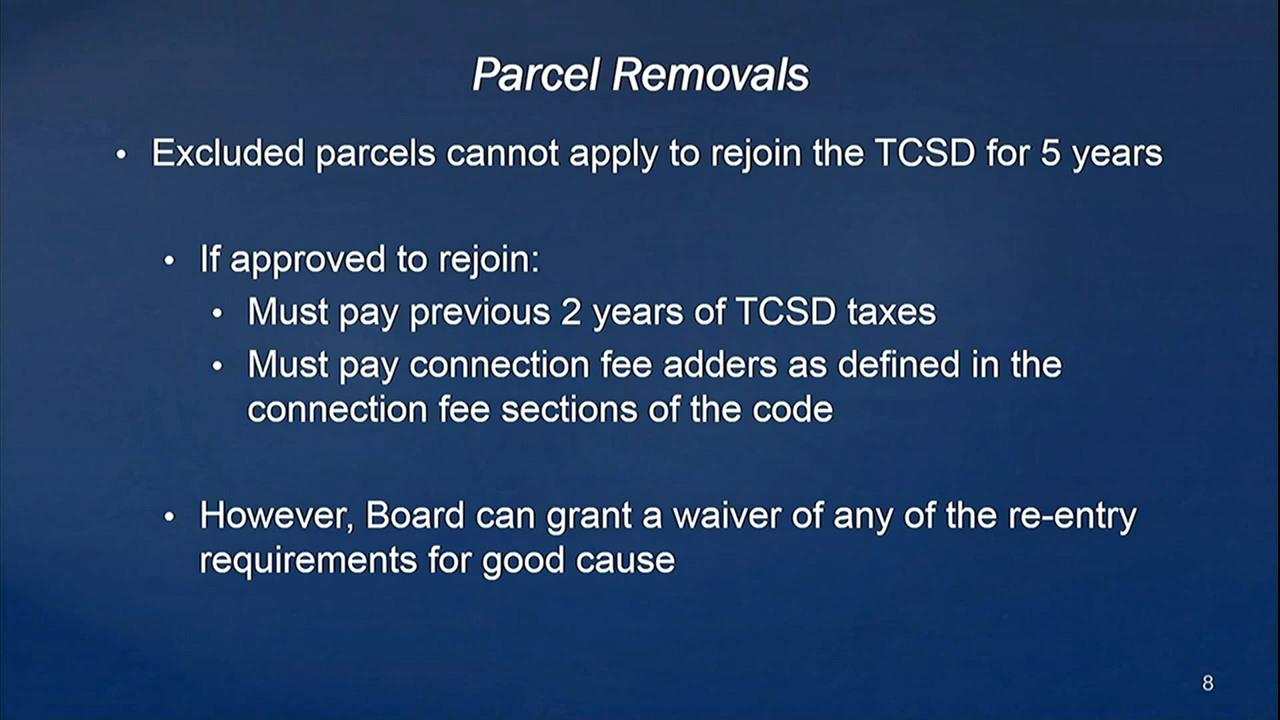 Parcel Removals
• Excluded parcels cannot apply to rejoin the TCSD for 5 years
• If approved to rejoin:
• Must pay previous 2 years of TCSD taxes
• Must pay connection fee adders as defined in the
connection fee sections of the code
• However, Board can grant a waiver of any of the re-entry
requirements for good cause
8